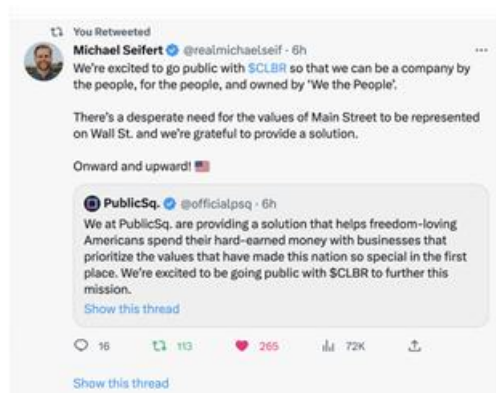 You Retweeted
Michael Seifert @realmichaelseif · 6h
We're excited to go public with $CLBR so that we can be a company by
the people, for the people, and owned by 'We the People'.
There's a desperate need for the values of Main Street to be represented
on Wall St. and we're grateful to provide a solution.
Onward and upward! 🇺🇸
PublicSq. @officialpsq · 6h
We at PublicSq. are providing a solution that helps freedom-loving
Americans spend their hard-earned money with businesses that
prioritize the values that have made this nation so special in the first
place. We're excited to be going public with $CLBR to further this
mission.
Show this thread
16 113 265 72K
Show this thread